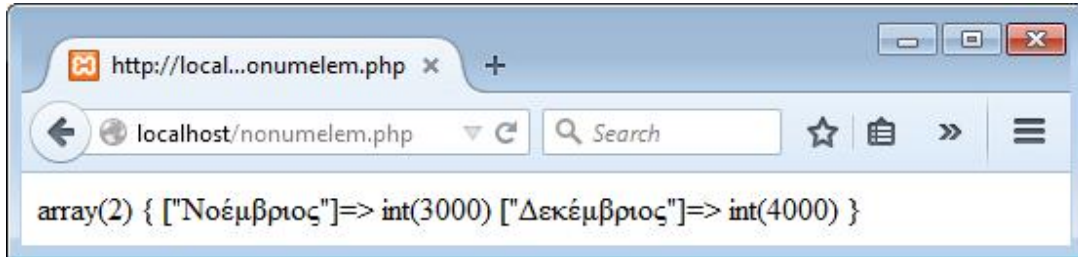 http://local...onumelem.php
localhost/nonumelem.php Search
array(2) { ["Νοέμβριος"]=> int(3000) ["Δεκέμβριος"]=> int(4000) }